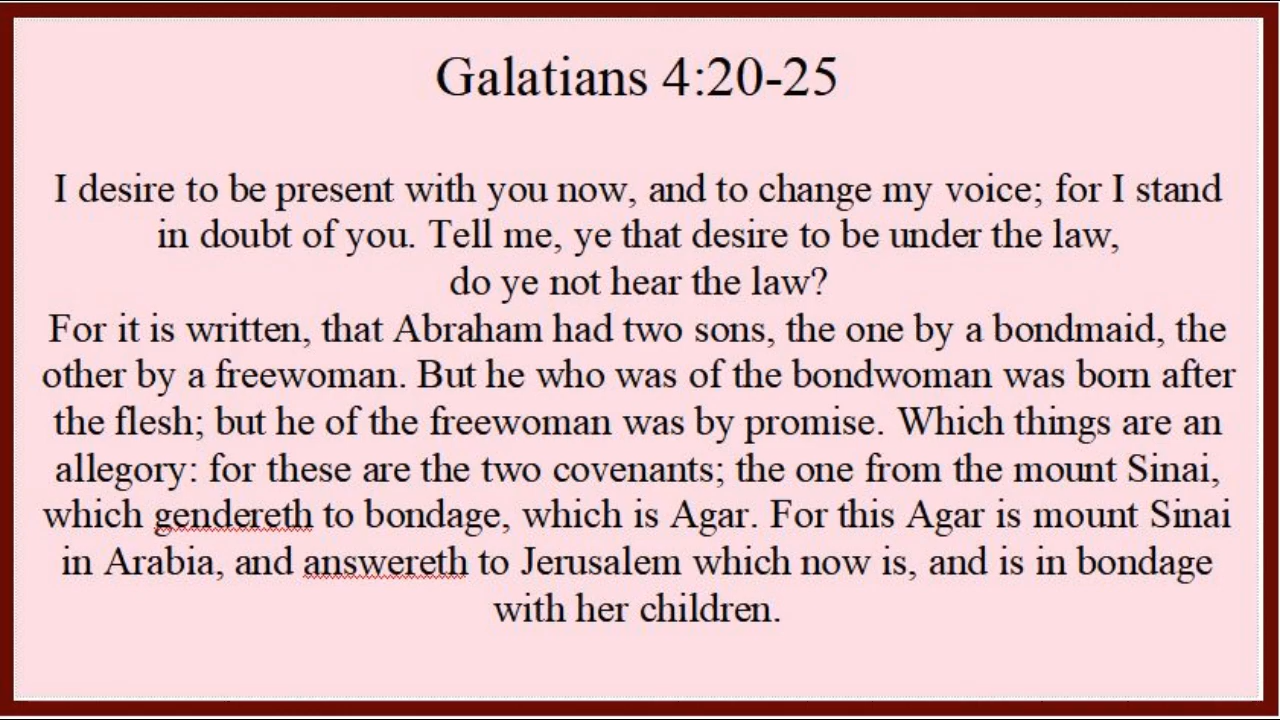 Galatians 4:20-25
I desire to be present with you now, and to change my voice; for I stand
in doubt of you. Tell me, ye that desire to be under the law,
do ye not hear the law?
For it is written, that Abraham had two sons, the one by a bondmaid, the
other by a freewoman. But he who was of the bondwoman was born after
the flesh; but he of the freewoman was by promise. Which things are an
allegory: for these are the two covenants; the one from the mount Sinai,
which gendereth to bondage, which is Agar. For this Agar is mount Sinai
in Arabia, and answereth to Jerusalem which now is, and is in bondage
with her children.